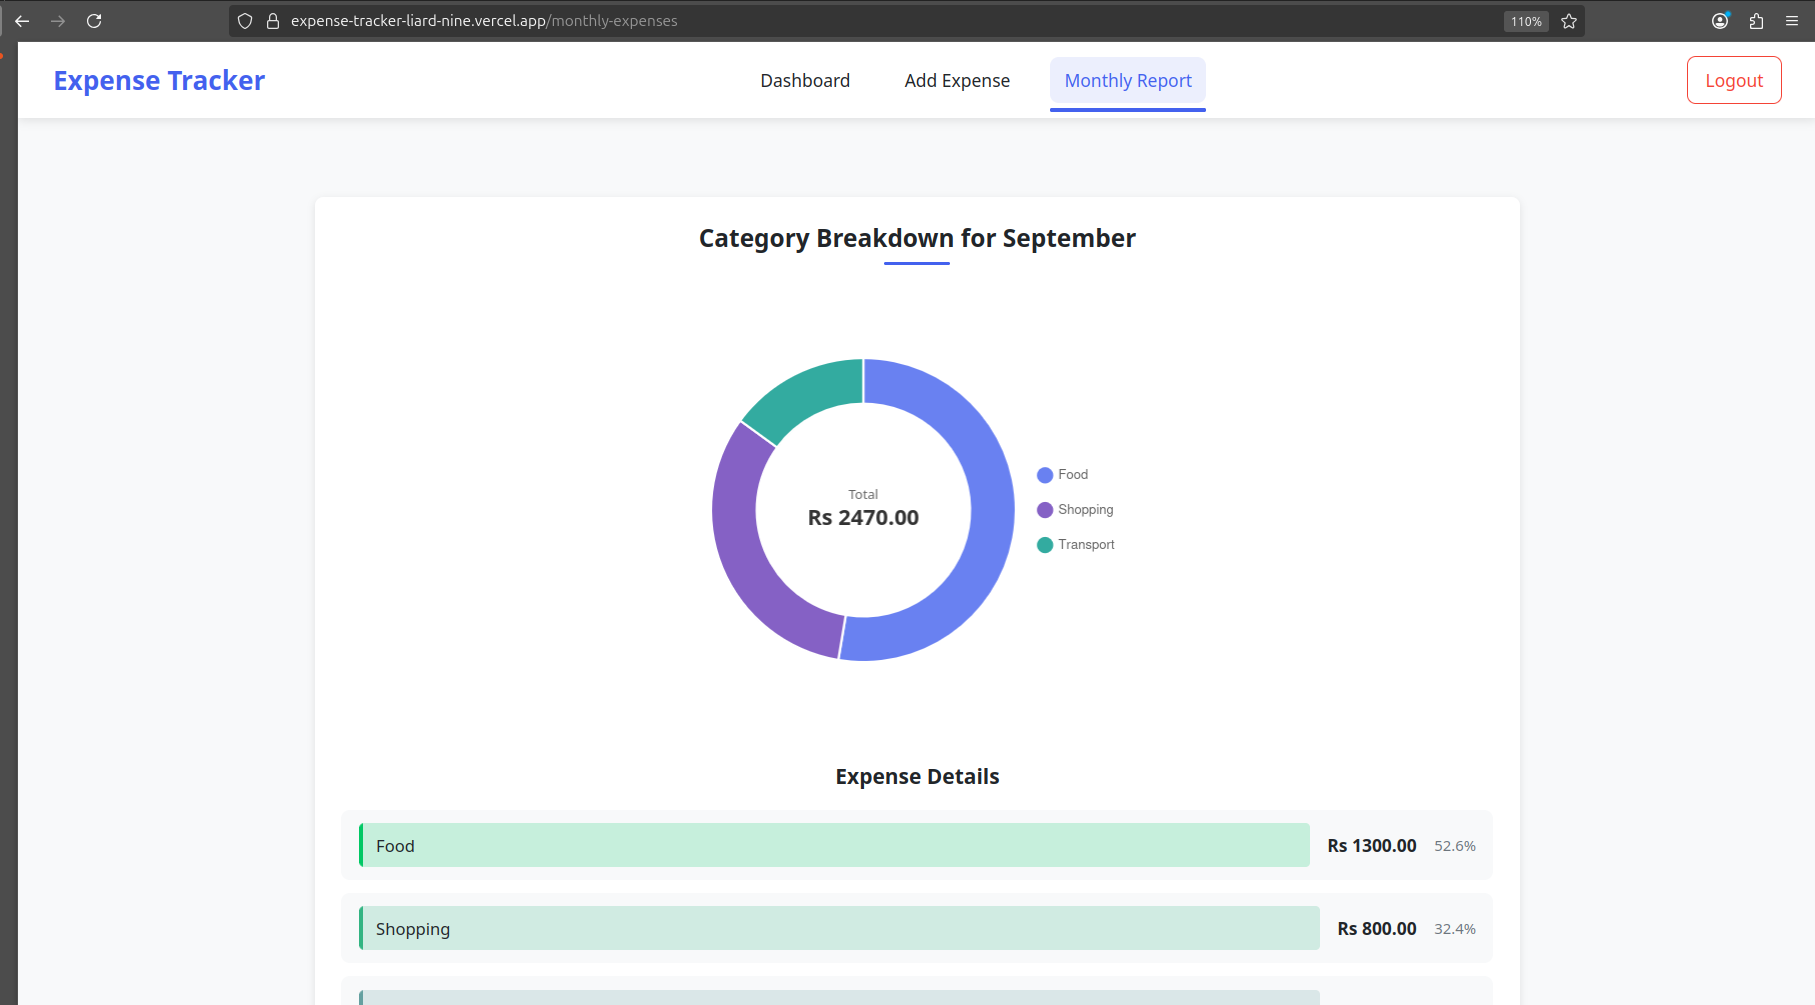 expense-tracker-liard-nine.vercel.app/monthly-expenses 110%
Expense Tracker Dashboard Add Expense Monthly Report Logout
Category Breakdown for September
Total
Rs 2470.00
Food
Shopping
Transport
Expense Details
Food Rs 1300.00 52.6%
Shopping Rs 800.00 32.4%